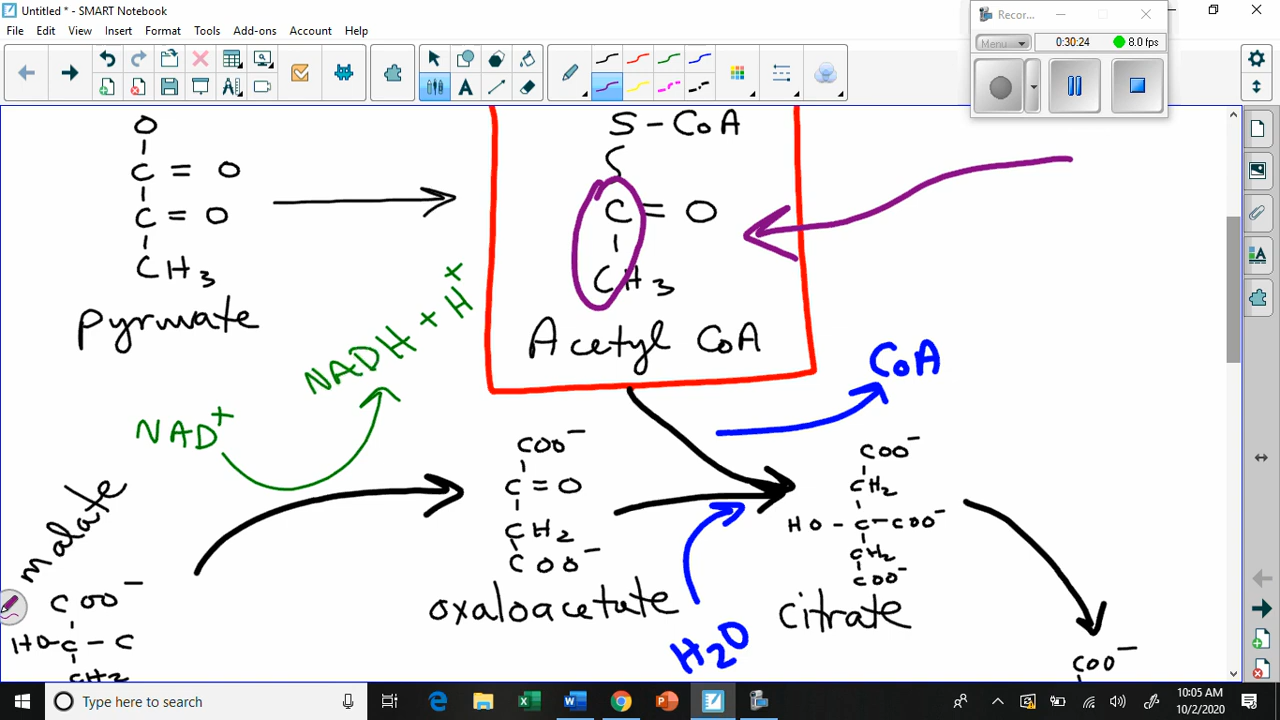 Untitled * - SMART Notebook
File Edit View Insert Format Tools Add-ons Account Help
Recor...
Menu
0:30:24
8.0 fps
O
C = O
C = O
CH3
pyruvate
S - CoA
C = O
CH3
Acetyl CoA
NAD+
NADH + H+
CoA
COO-
C = O
CH2
COO-
oxaloacetate
H2O
COO-
CH2
HO - C - COO-
CH2
COO-
citrate
malate
COO-
HO - C - C
CH2
COO-
Type here to search
10:05 AM
10/2/2020